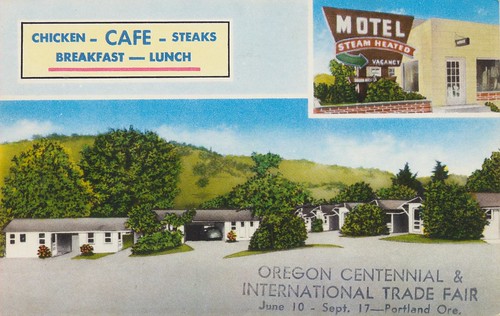 CHICKEN - CAFE - STEAKS
BREAKFAST — LUNCH
MOTEL
STEAM HEATED
VACANCY
OREGON CENTENNIAL &
INTERNATIONAL TRADE FAIR
June 10 - Sept. 17—Portland Ore.